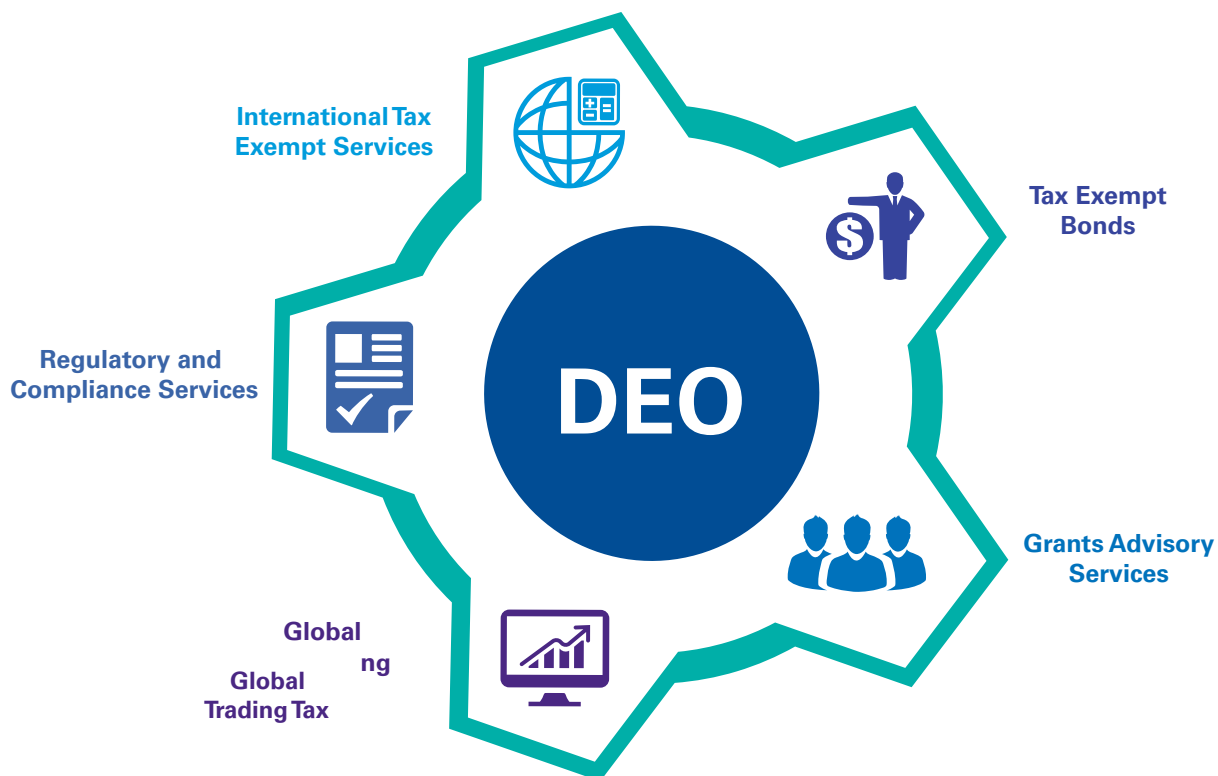 International Tax
Exempt Services
Tax Exempt
Bonds
Regulatory and
Compliance Services
DEO
$
Grants Advisory
Services
Global
ng
Global
Trading Tax